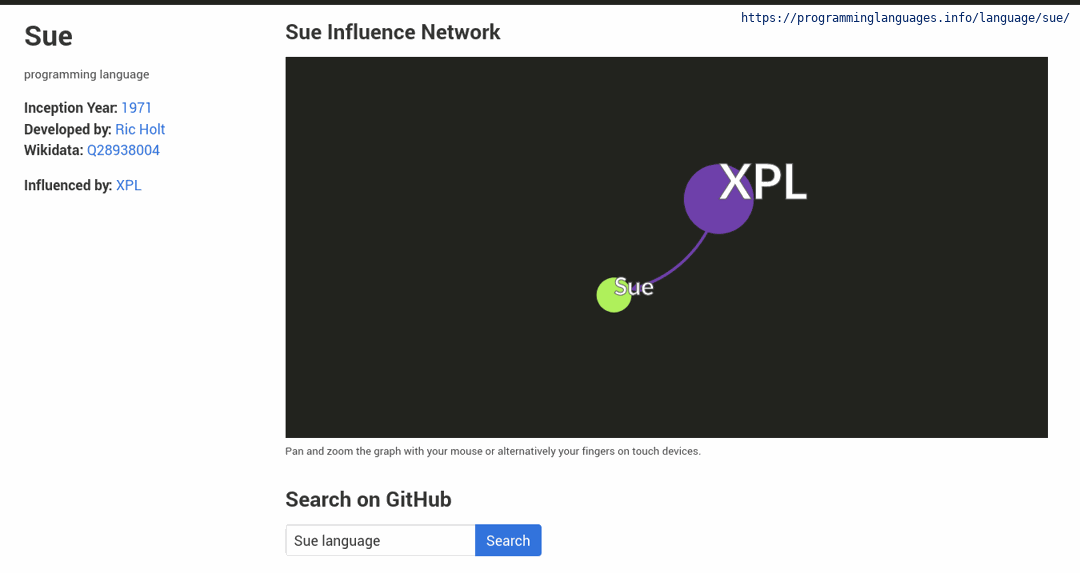 https://programminglanguages.info/language/sue/
Sue
programming language
Inception Year: 1971
Developed by: Ric Holt
Wikidata: Q28938004
Influenced by: XPL
Sue Influence Network
XPL
Sue
Pan and zoom the graph with your mouse or alternatively your fingers on touch devices.
Search on GitHub
Sue language
Search